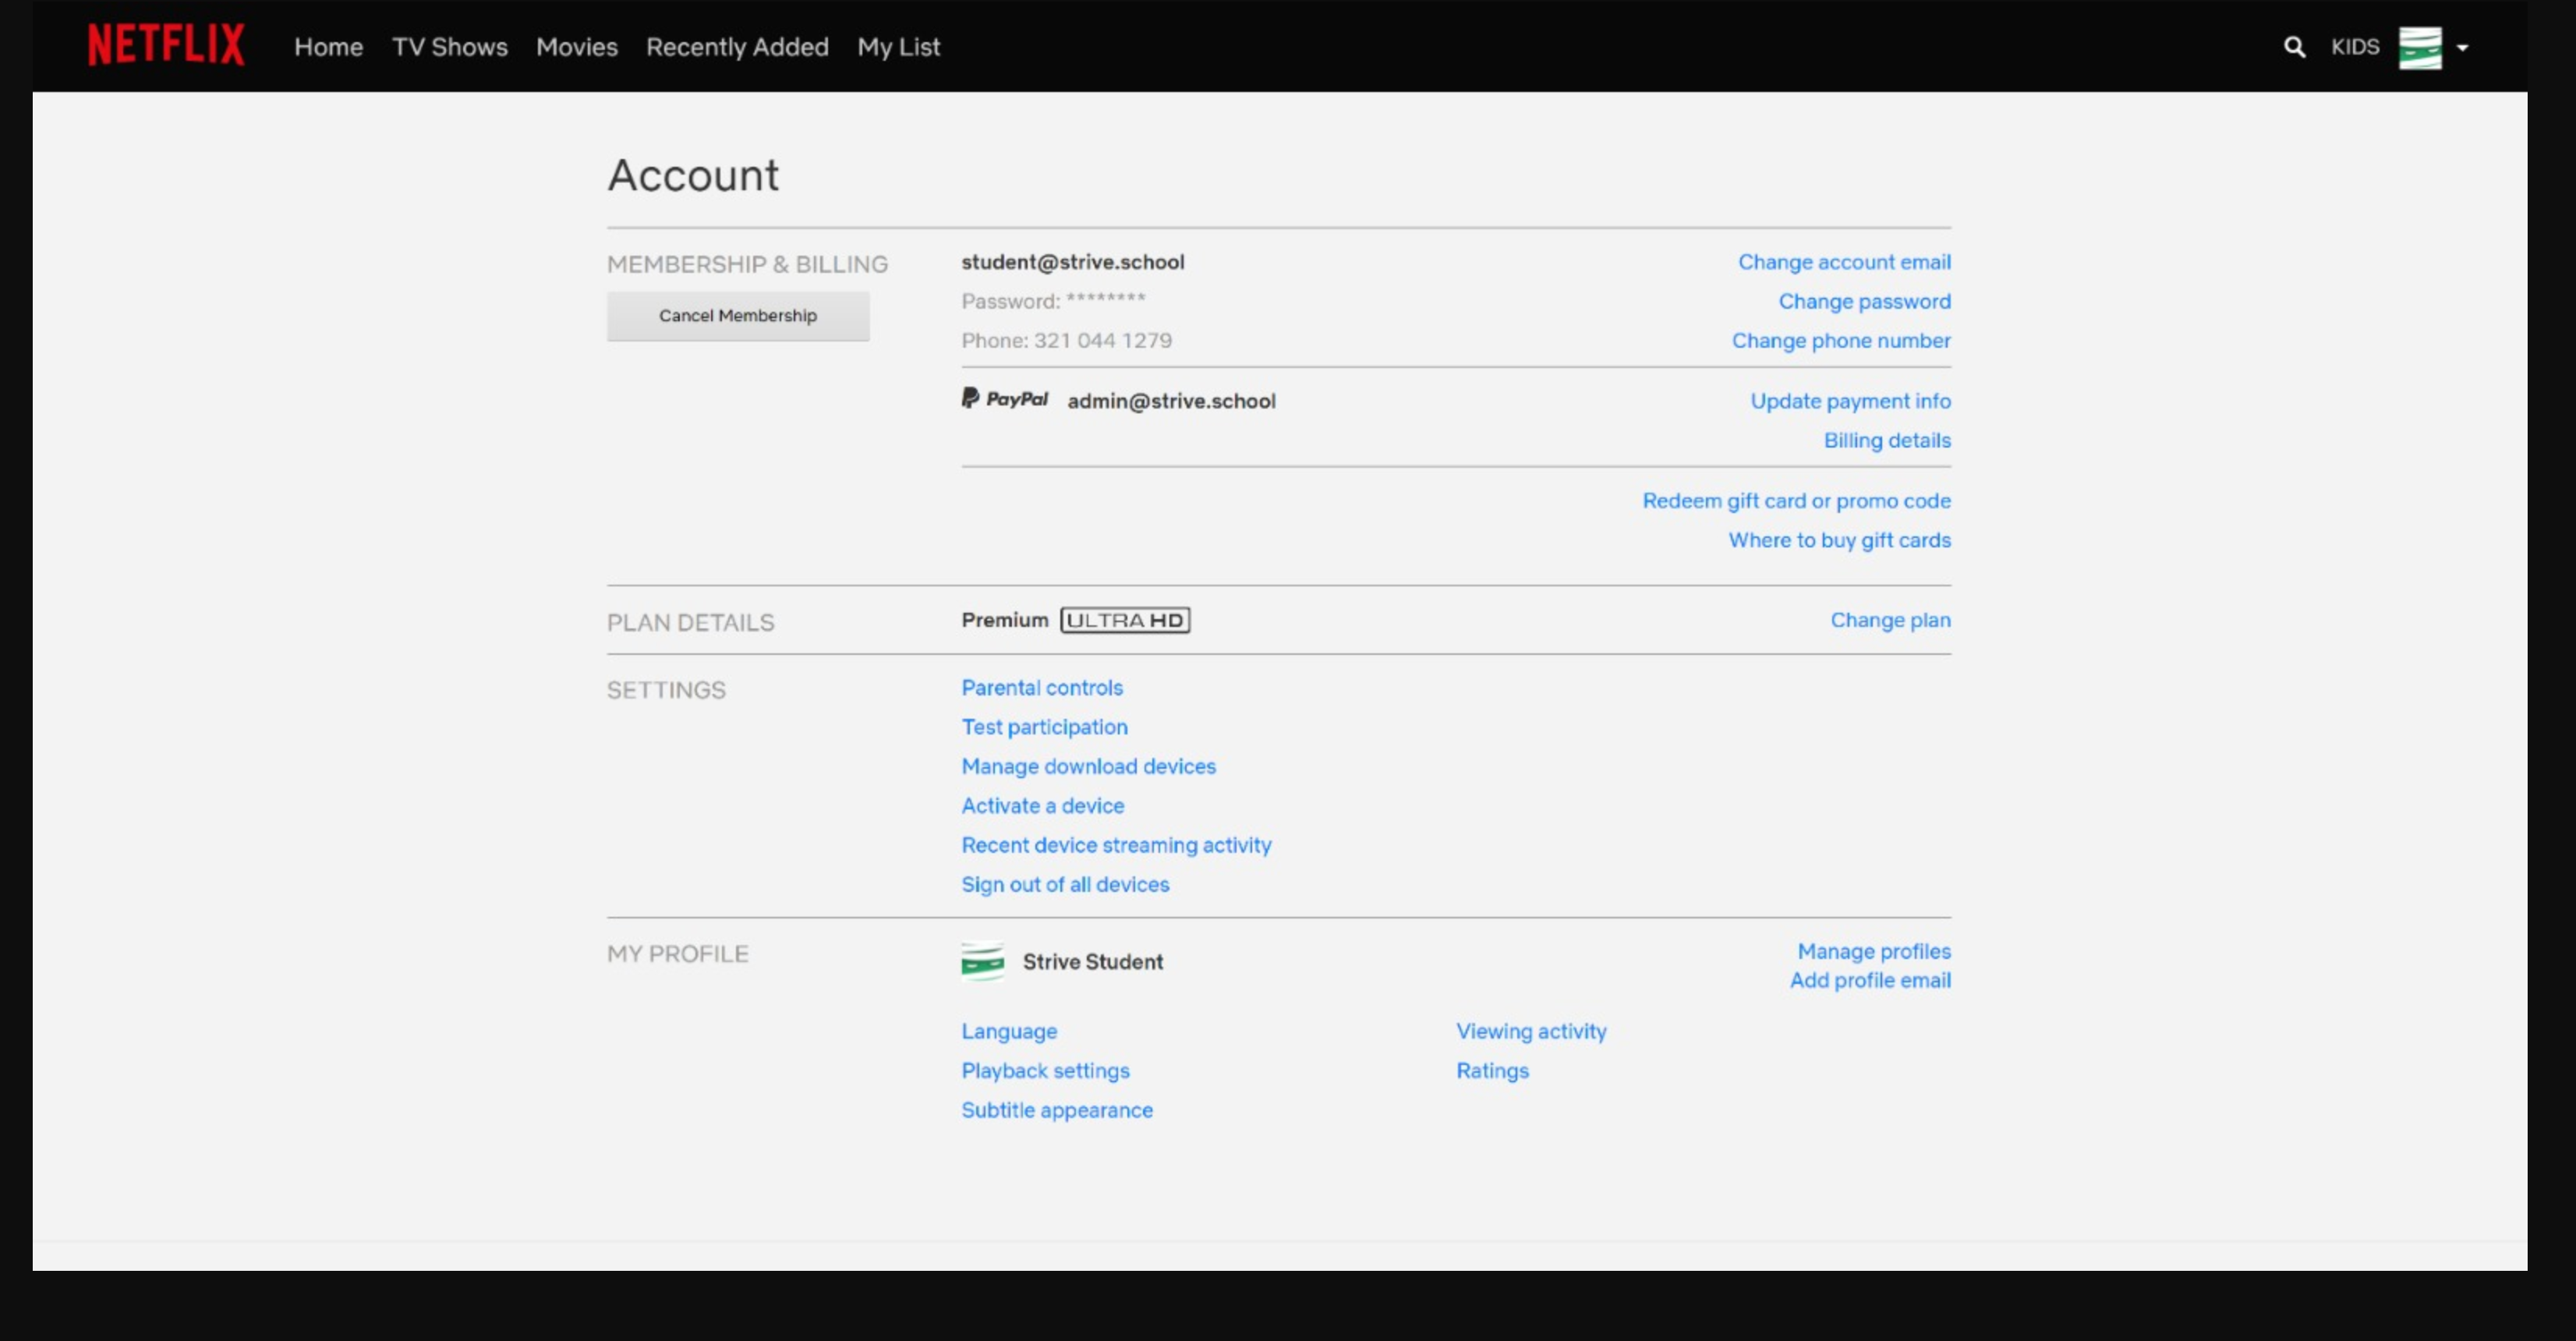 NETFLIX Home TV Shows Movies Recently Added My List KIDS
Account
MEMBERSHIP & BILLING student@strive.school Change account email
Cancel Membership Password: ******** Change password
Phone: 321 044 1279 Change phone number
PayPal admin@strive.school Update payment info
Billing details
Redeem gift card or promo code
Where to buy gift cards
PLAN DETAILS Premium ULTRA HD Change plan
SETTINGS Parental controls
Test participation
Manage download devices
Activate a device
Recent device streaming activity
Sign out of all devices
MY PROFILE Strive Student Manage profiles
Add profile email
Language Viewing activity
Playback settings Ratings
Subtitle appearance